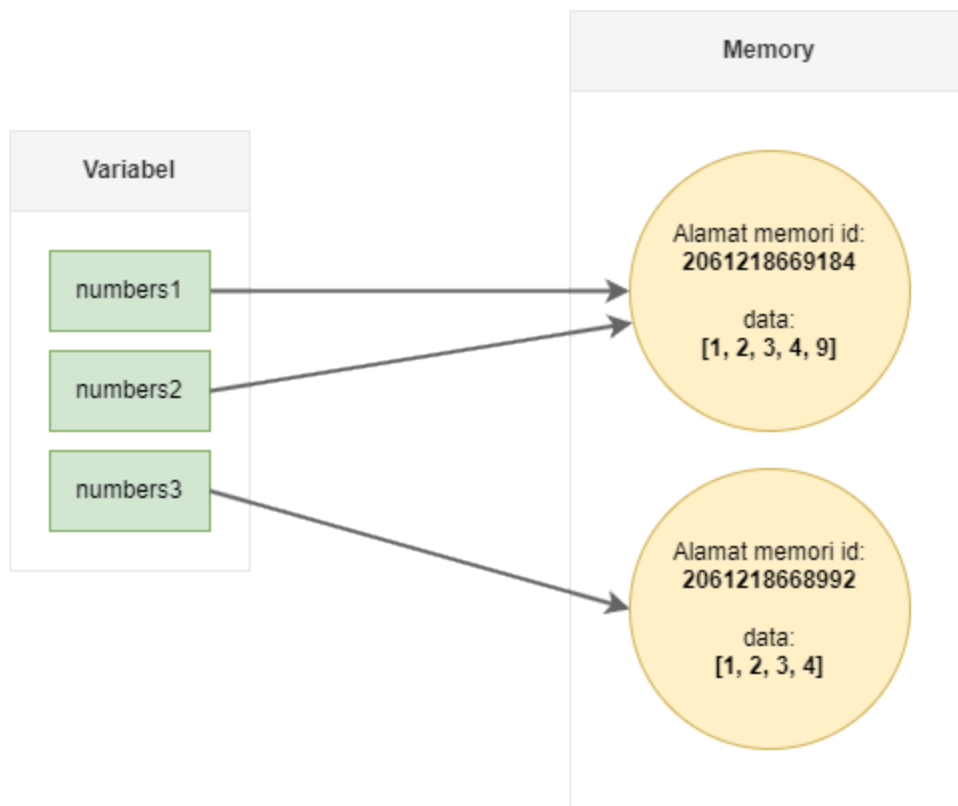 Memory
Variabel
numbers1
numbers2
numbers3
Alamat memori id:
2061218669184
data:
[1, 2, 3, 4, 9]
Alamat memori id:
2061218668992
data:
[1, 2, 3, 4]